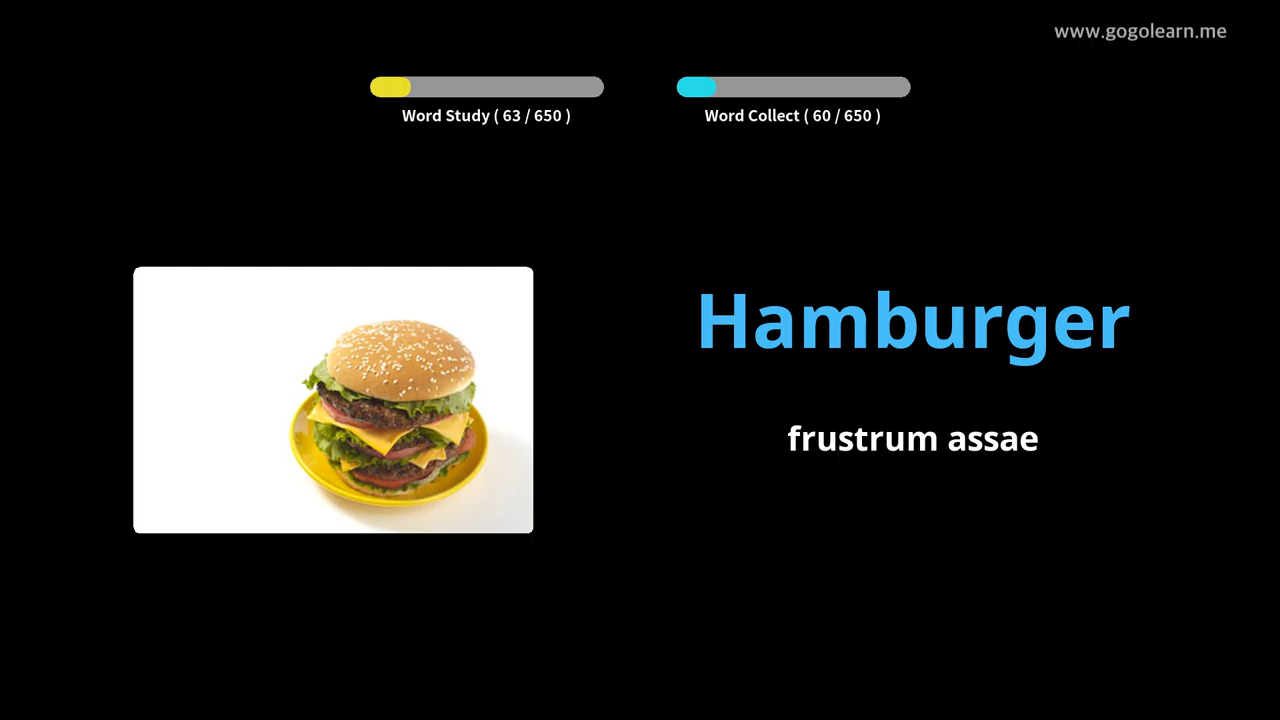 www.gogolearn.me
Word Study ( 63 / 650 )
Word Collect ( 60 / 650 )
Hamburger
frustrum assae